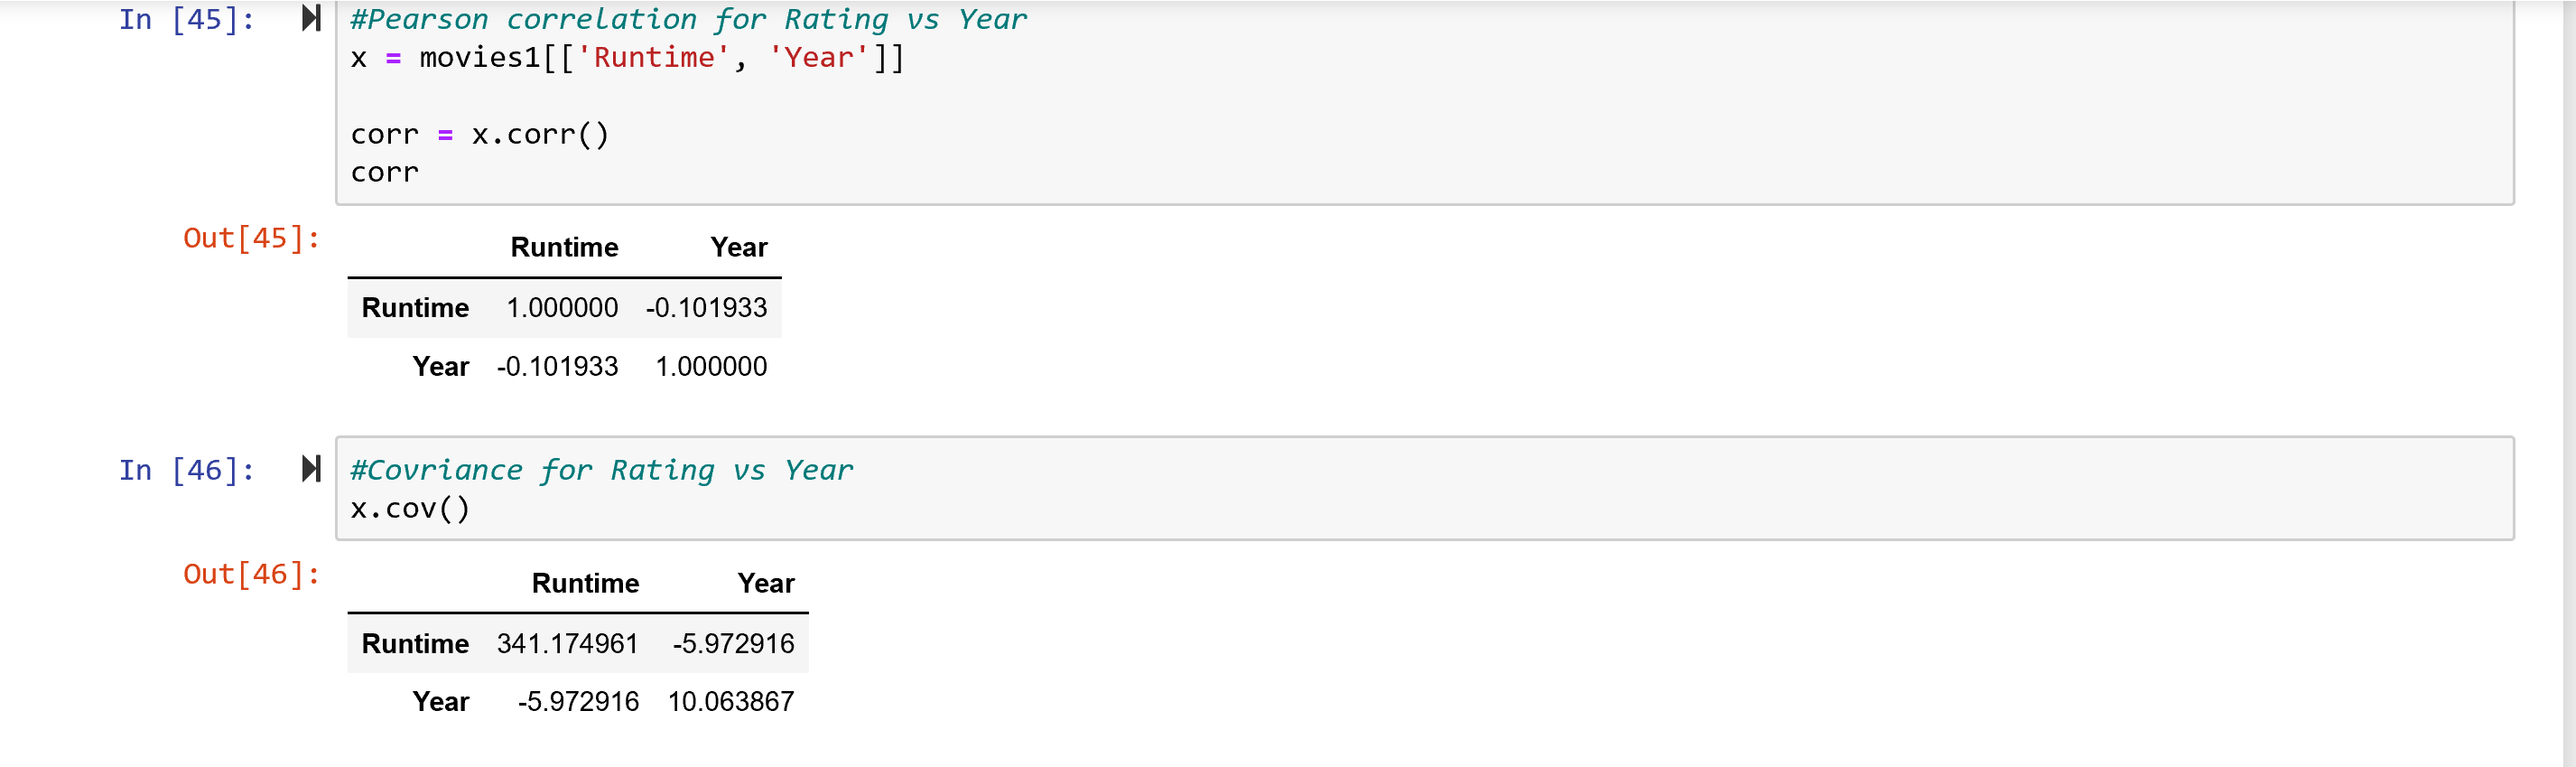 In [45]: #Pearson correlation for Rating vs Year
x = movies1[['Runtime', 'Year']]
corr = x.corr()
corr
Out[45]:
Runtime Year
Runtime 1.000000 -0.101933
Year -0.101933 1.000000
In [46]: #Covriance for Rating vs Year
x.cov()
Out[46]:
Runtime Year
Runtime 341.174961 -5.972916
Year -5.972916 10.063867